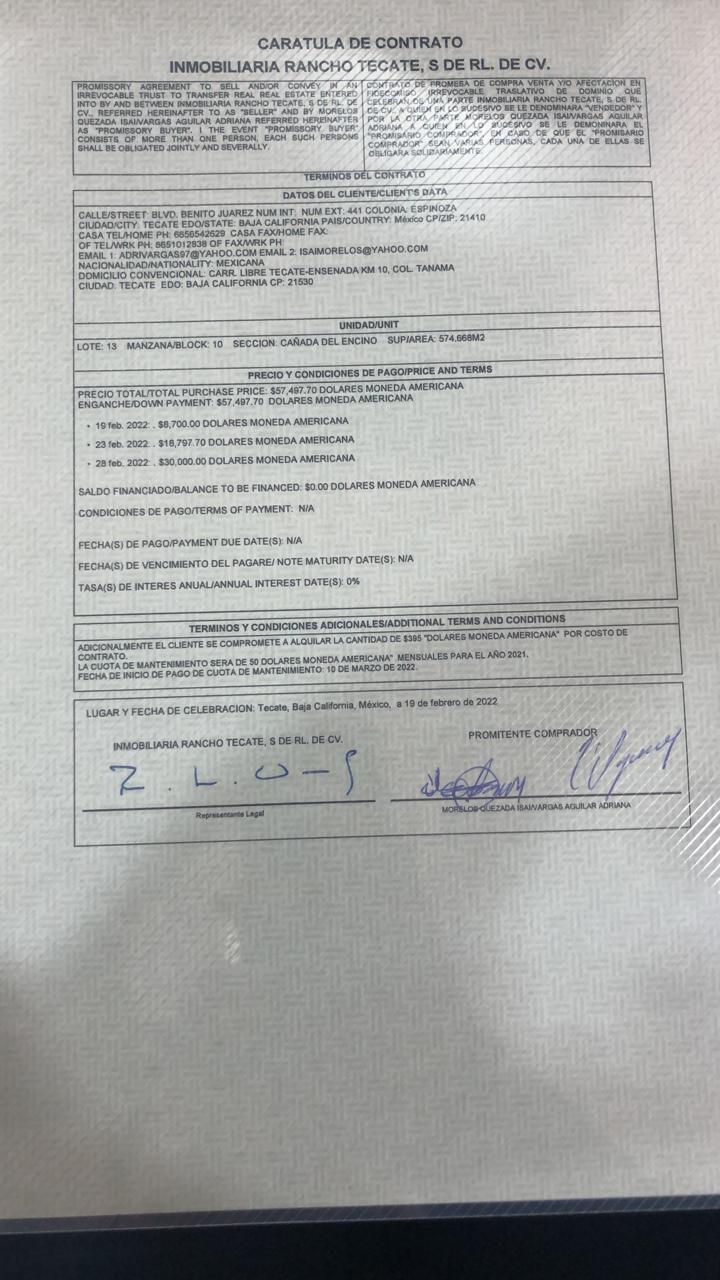 CARATULA DE CONTRATO
INMOBILIARIA RANCHO TECATE, S DE RL. DE CV.
PROMISSORY AGREEMENT TO SELL AND/OR CONVEY IN AN
IRREVOCABLE TRUST TO TRANSFER REAL REAL ESTATE ENTERED
INTO BY AND BETWEEN INMOBILIARIA RANCHO TECATE, S DE RL. DE
CV., REFERRED HEREINAFTER TO AS "SELLER" AND BY MORELOS
QUEZADA ISAI/VARGAS AGUILAR ADRIANA REFERRED HEREINAFTER
AS "PROMISSORY BUYER". I THE EVENT "PROMISSORY BUYER"
CONSISTS OF MORE THAN ONE PERSON, EACH SUCH PERSONS
SHALL BE OBLIGATED JOINTLY AND SEVERALLY.
CONTRATO DE PROMESA DE COMPRA VENTA Y/O AFECTACION EN
FIDEICOMISO IRREVOCABLE TRASLATIVO DE DOMINIO QUE
CELEBRAN DE UNA PARTE INMOBILIARIA RANCHO TECATE, S DE RL.
DE CV. A QUIEN EN LO SUCESIVO SE LE DENOMINARA "VENDEDOR" Y
POR LA OTRA PARTE MORELOS QUEZADA ISAI/VARGAS AGUILAR
ADRIANA A QUIEN EN LO SUCESIVO SE LE DEMONINARA EL
"PROMISARIO COMPRADOR", EN CASO DE QUE EL "PROMISARIO
COMPRADOR" SEAN VARIAS PERSONAS, CADA UNA DE ELLAS SE
OBLIGARA SOLIDARIAMENTE.
TERMINOS DEL CONTRATO
DATOS DEL CLIENTE/CLIENT'S DATA
CALLE/STREET: BLVD. BENITO JUAREZ NUM INT: NUM EXT: 441 COLONIA: ESPINOZA
CIUDAD/CITY: TECATE EDO/STATE: BAJA CALIFORNIA PAIS/COUNTRY: México CP/ZIP: 21410
CASA TEL/HOME PH: 6656542629 CASA FAX/HOME FAX:
OF TEL/WRK PH: 6651012838 OF FAX/WRK PH:
EMAIL 1: ADRIVARGAS97@YAHOO.COM EMAIL 2: ISAIMORELOS@YAHOO.COM
NACIONALIDAD/NATIONALITY: MEXICANA
DOMICILIO CONVENCIONAL: CARR. LIBRE TECATE-ENSENADA KM 10, COL. TANAMA
CIUDAD. TECATE EDO: BAJA CALIFORNIA CP: 21530
UNIDAD/UNIT
LOTE: 13 MANZANA/BLOCK: 10 SECCION: CAÑADA DEL ENCINO SUP/AREA: 574.668M2
PRECIO Y CONDICIONES DE PAGO/PRICE AND TERMS
PRECIO TOTAL/TOTAL PURCHASE PRICE: $57,497.70 DOLARES MONEDA AMERICANA
ENGANCHE/DOWN PAYMENT: $57,497.70 DOLARES MONEDA AMERICANA
• 19 feb. 2022: . $8,700.00 DOLARES MONEDA AMERICANA
• 23 feb. 2022: . $18,797.70 DOLARES MONEDA AMERICANA
• 28 feb. 2022: . $30,000.00 DOLARES MONEDA AMERICANA
SALDO FINANCIADO/BALANCE TO BE FINANCED: $0.00 DOLARES MONEDA AMERICANA
CONDICIONES DE PAGO/TERMS OF PAYMENT: N/A
FECHA(S) DE PAGO/PAYMENT DUE DATE(S): N/A
FECHA(S) DE VENCIMIENTO DEL PAGARE/ NOTE MATURITY DATE(S): N/A
TASA(S) DE INTERES ANUAL/ANNUAL INTEREST DATE(S): 0%
TERMINOS Y CONDICIONES ADICIONALES/ADDITIONAL TERMS AND CONDITIONS
ADICIONALMENTE EL CLIENTE SE COMPROMETE A ALQUILAR LA CANTIDAD DE $395 "DOLARES MONEDA AMERICANA" POR COSTO DE
CONTRATO.
LA CUOTA DE MANTENIMIENTO SERA DE 50 DOLARES MONEDA AMERICANA" MENSUALES PARA EL AÑO 2021.
FECHA DE INICIO DE PAGO DE CUOTA DE MANTENIMIENTO: 10 DE MARZO DE 2022.
LUGAR Y FECHA DE CELEBRACION: Tecate, Baja California, México, a 19 de febrero de 2022
INMOBILIARIA RANCHO TECATE, S DE RL. DE CV.
PROMITENTE COMPRADOR
Representante Legal
MORELOS QUEZADA ISAI/VARGAS AGUILAR ADRIANA